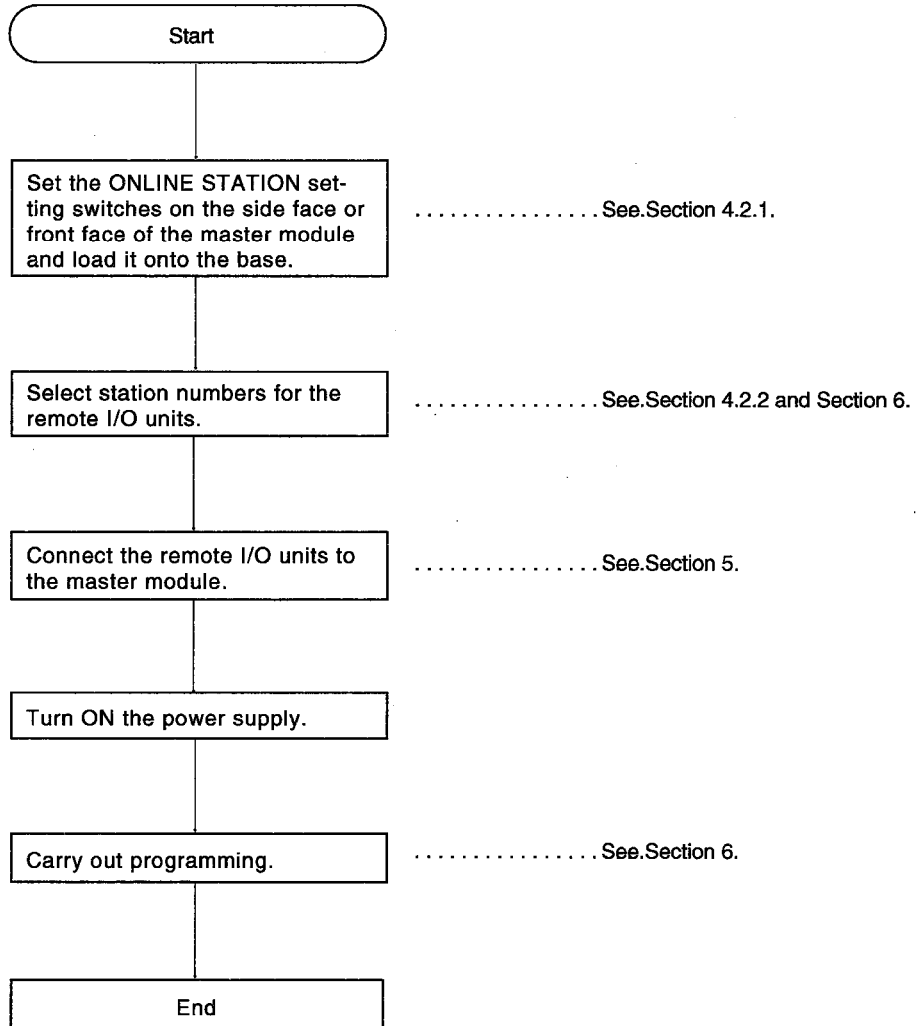 Start
Set the ONLINE STATION set-
ting switches on the side face or
front face of the master module
and load it onto the base.
................See.Section 4.2.1.
Select station numbers for the
remote I/O units.
................See.Section 4.2.2 and Section 6.
Connect the remote I/O units to
the master module.
................See.Section 5.
Turn ON the power supply.
Carry out programming.
................See.Section 6.
End